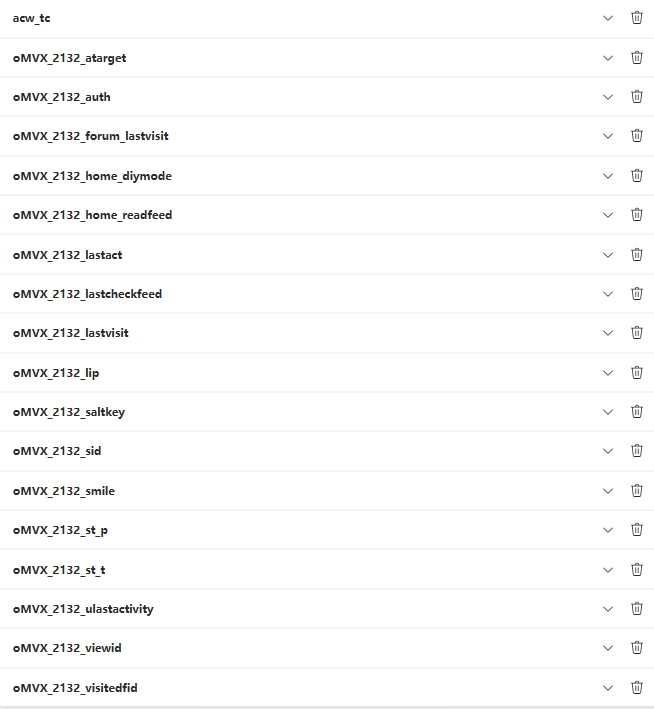 acw_tc
oMVX_2132_atarget
oMVX_2132_auth
oMVX_2132_forum_lastvisit
oMVX_2132_home_diymode
oMVX_2132_home_readfeed
oMVX_2132_lastact
oMVX_2132_lastcheckfeed
oMVX_2132_lastvisit
oMVX_2132_lip
oMVX_2132_saltkey
oMVX_2132_sid
oMVX_2132_smile
oMVX_2132_st_p
oMVX_2132_st_t
oMVX_2132_ulastactivity
oMVX_2132_viewid
oMVX_2132_visitedfid